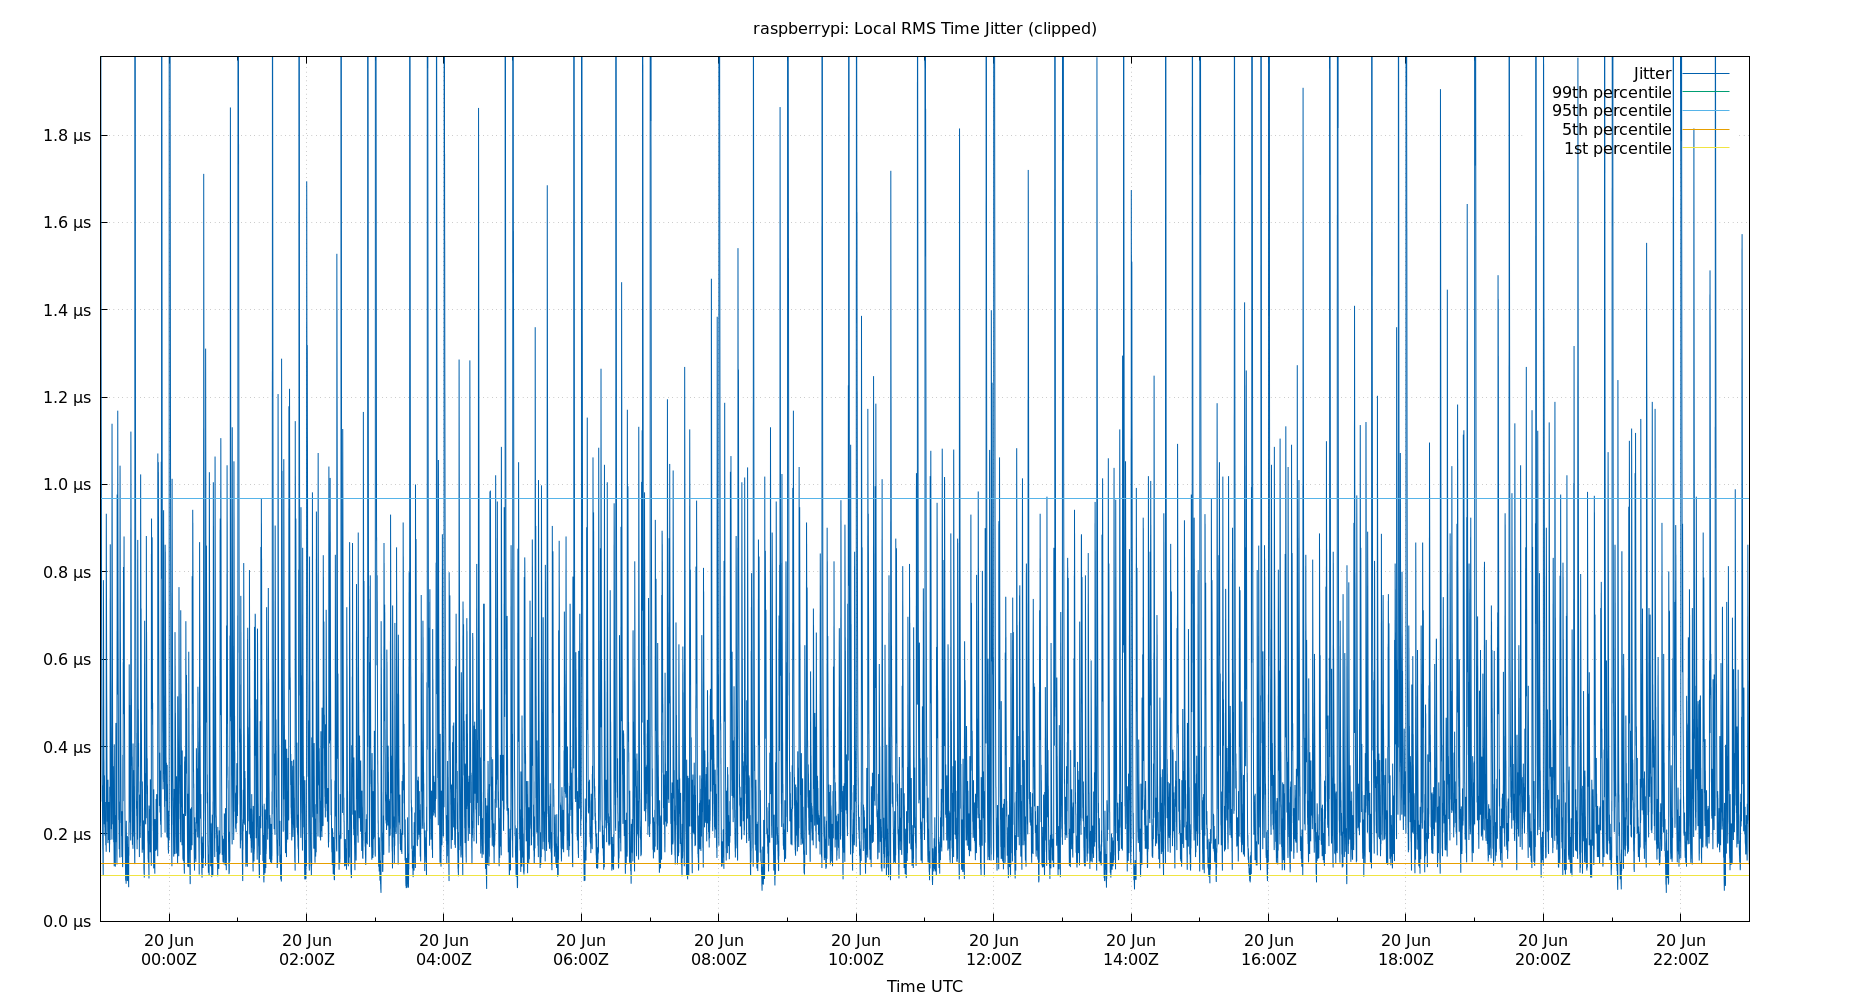 raspberrypi: Local RMS Time Jitter (clipped)
Jitter
99th percentile
95th percentile
5th percentile
1st percentile
1.8 µs
1.6 µs
1.4 µs
1.2 µs
1.0 µs
0.8 µs
0.6 µs
0.4 µs
0.2 µs
0.0 µs
20 Jun 20 Jun 20 Jun 20 Jun 20 Jun 20 Jun 20 Jun 20 Jun 20 Jun 20 Jun 20 Jun 20 Jun
00:00Z 02:00Z 04:00Z 06:00Z 08:00Z 10:00Z 12:00Z 14:00Z 16:00Z 18:00Z 20:00Z 22:00Z
Time UTC